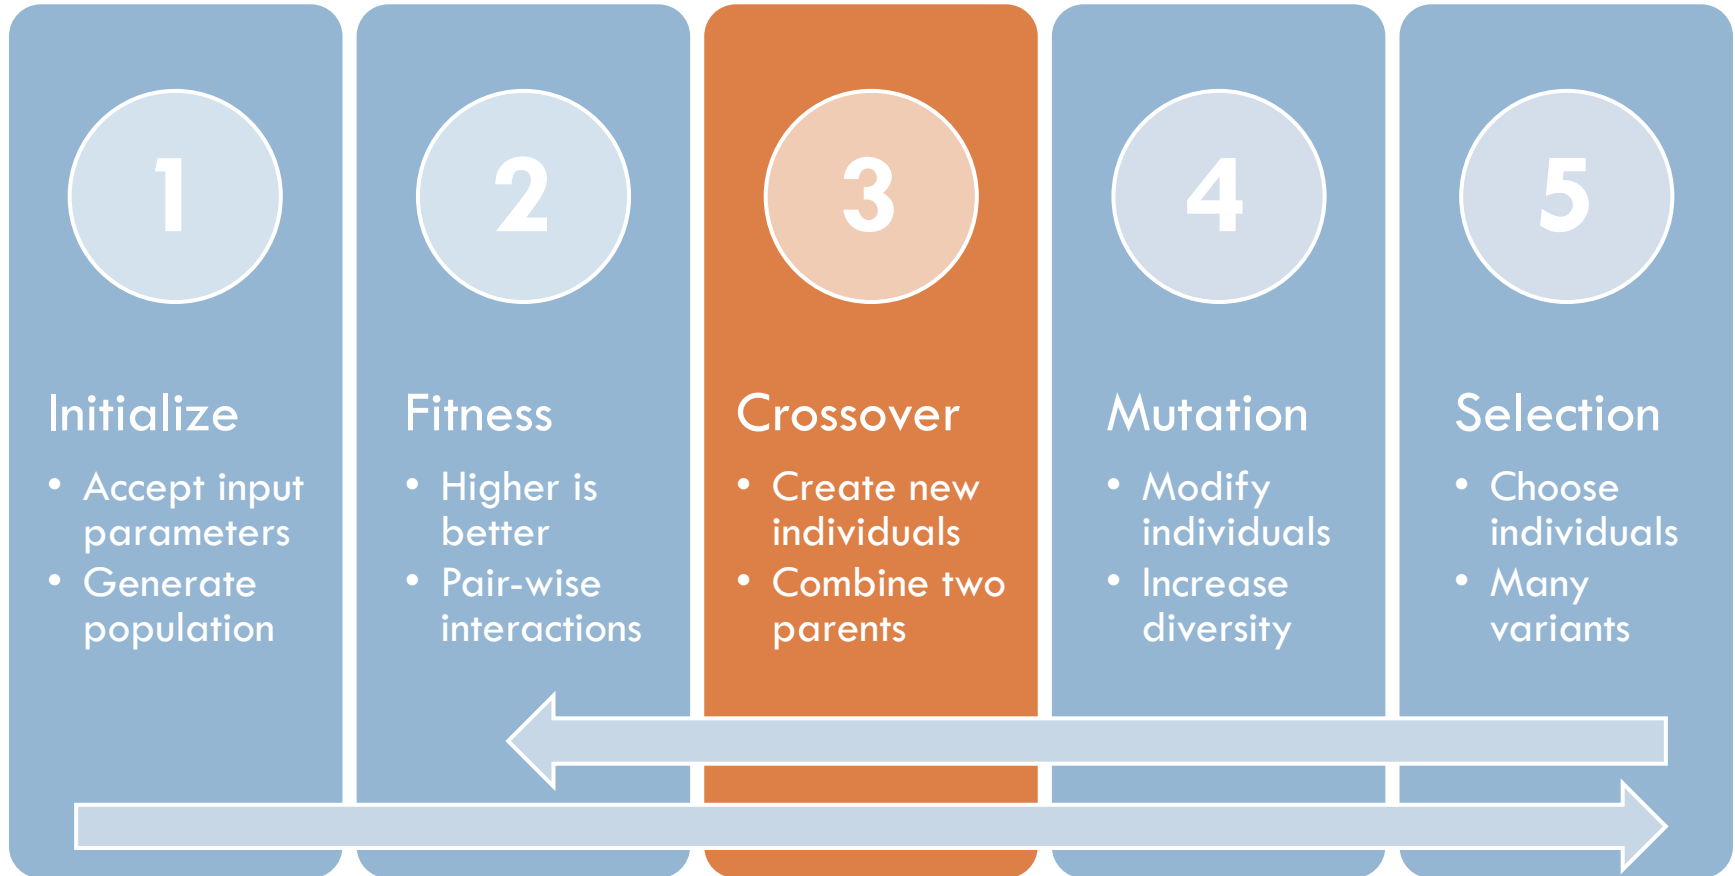 1
Initialize
• Accept input
parameters
• Generate
population
2
Fitness
• Higher is
better
• Pair-wise
interactions
3
Crossover
• Create new
individuals
• Combine two
parents
4
Mutation
• Modify
individuals
• Increase
diversity
5
Selection
• Choose
individuals
• Many
variants